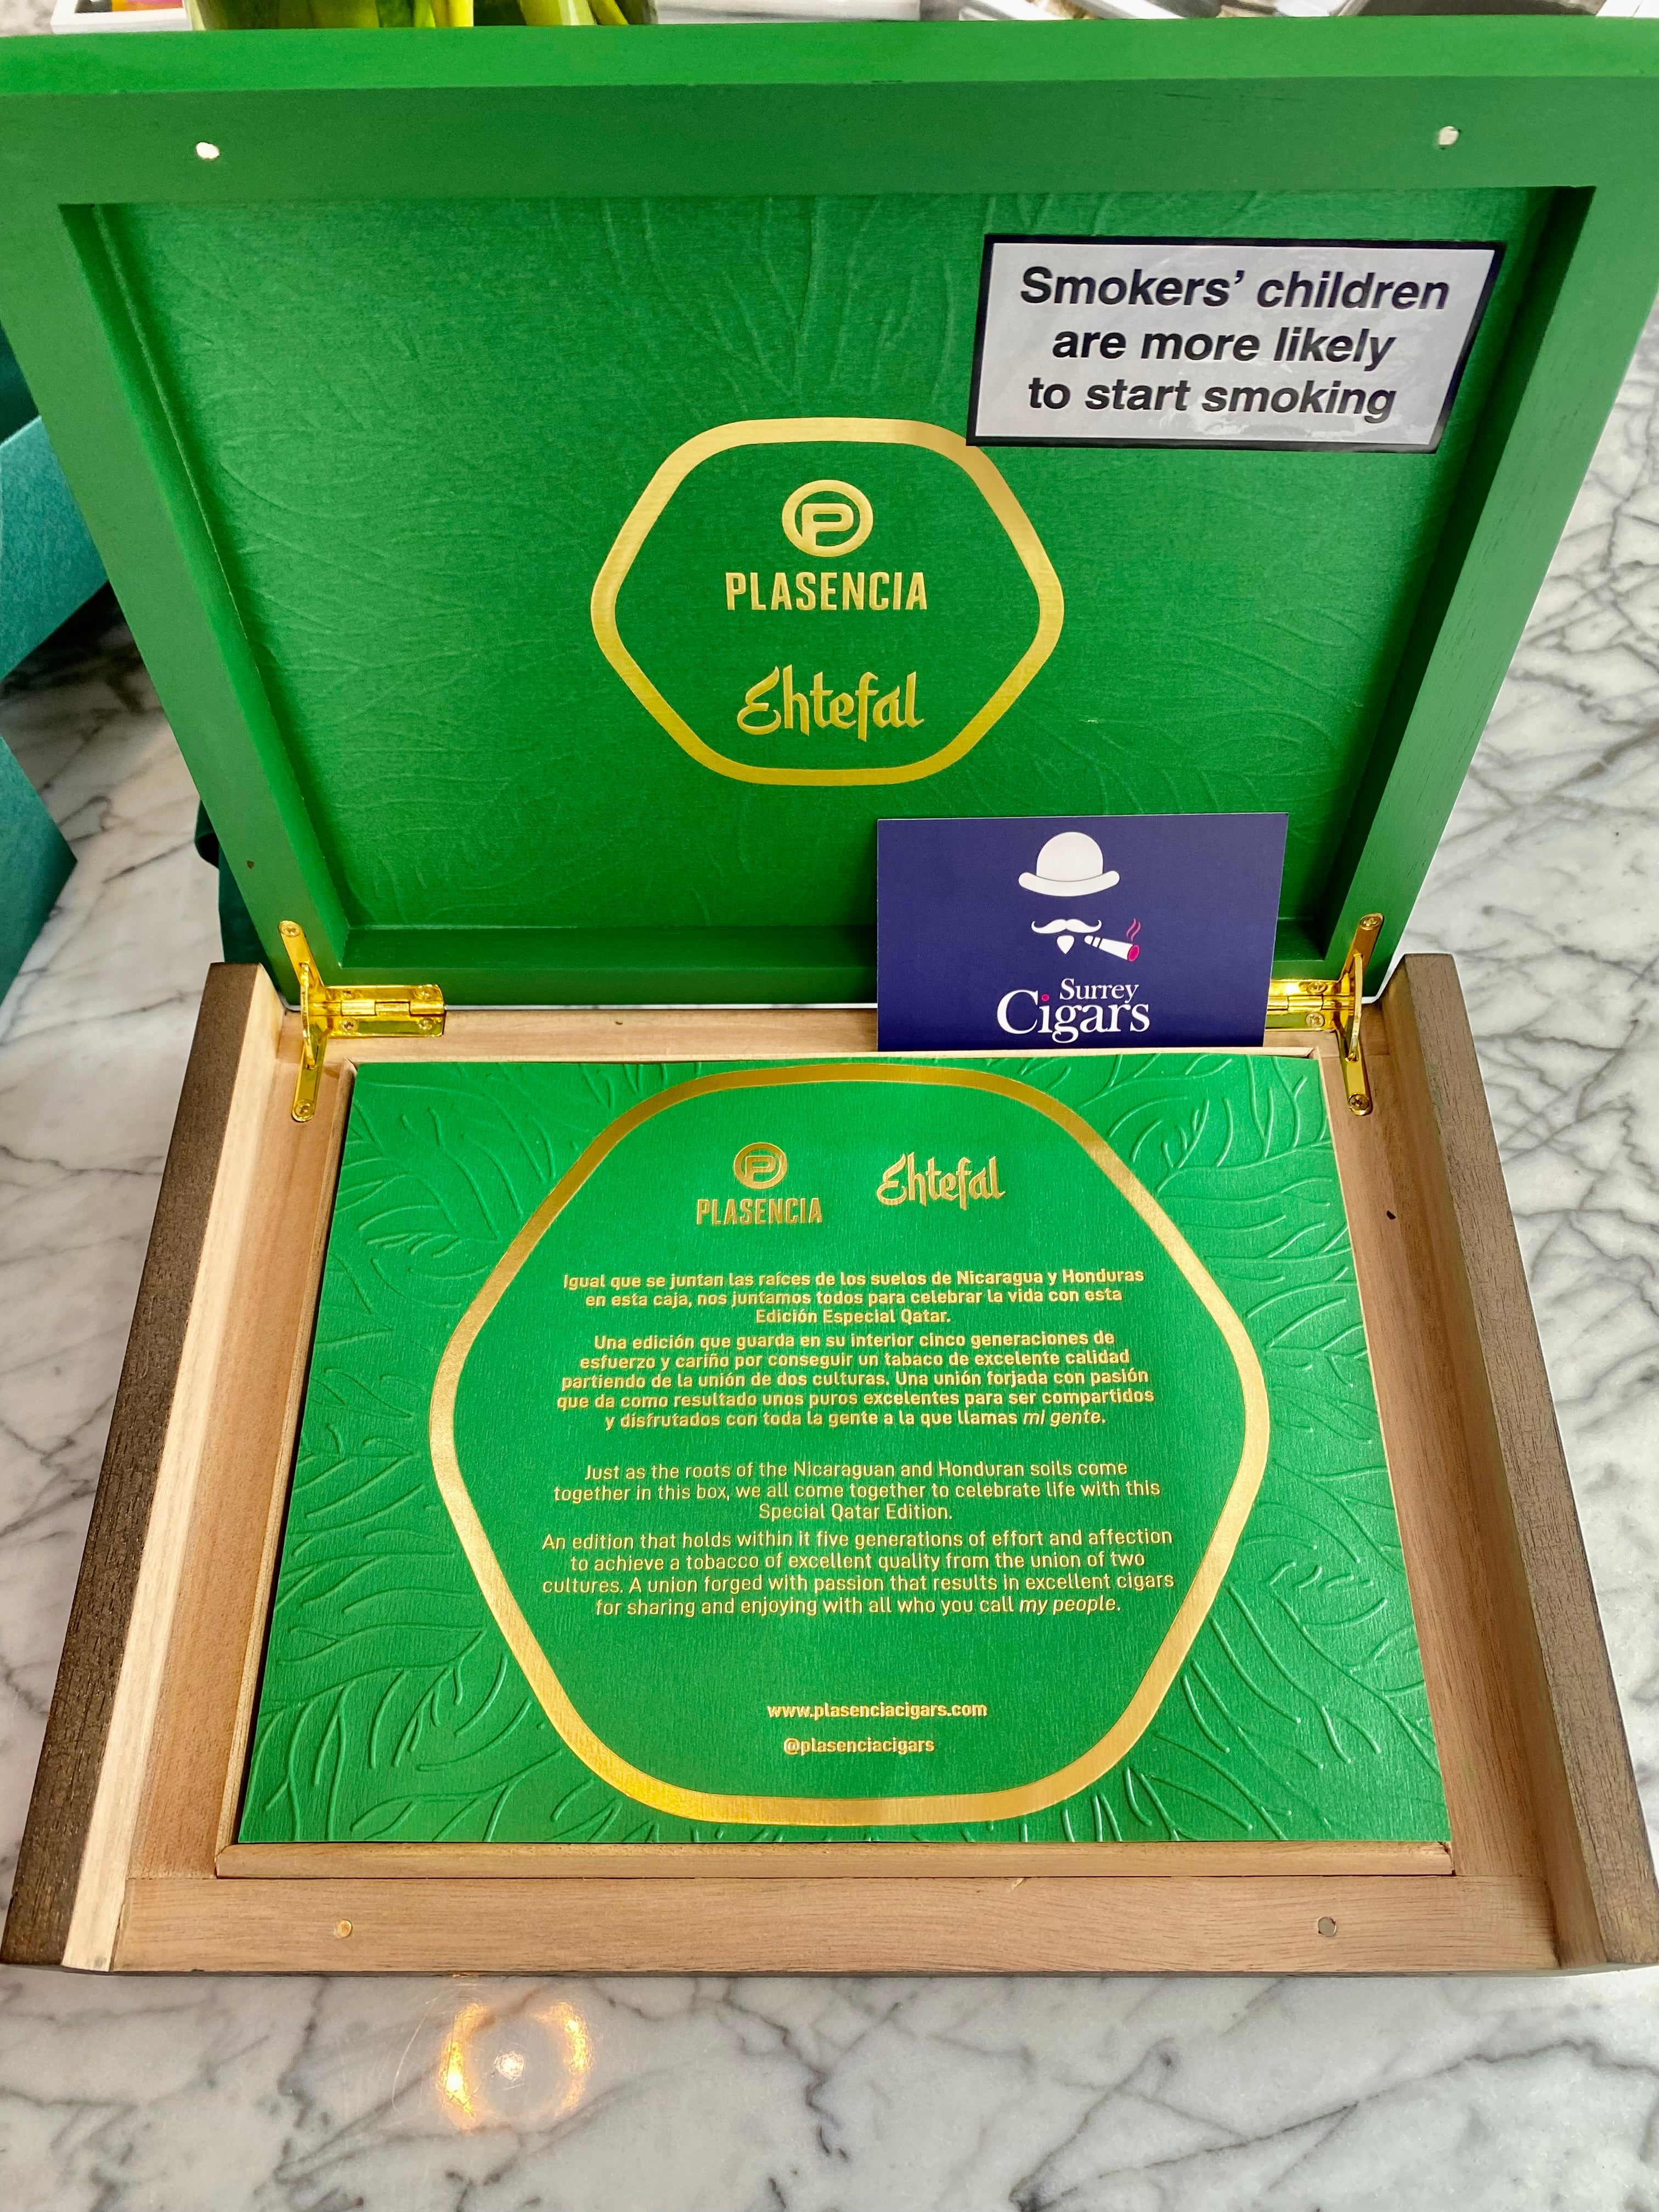 Smokers’ children
are more likely
to start smoking
P
PLASENCIA
Ehtefal
Surrey
Cigars
P
PLASENCIA
Ehtefal
Igual que se juntan las raíces de los suelos de Nicaragua y Honduras
en esta caja, nos juntamos todos para celebrar la vida con esta
Edición Especial Qatar.
Una edición que guarda en su interior cinco generaciones de
esfuerzo y cariño por conseguir un tabaco de excelente calidad
partiendo de la unión de dos culturas. Una unión forjada con pasión
que da como resultado unos puros excelentes para ser compartidos
y disfrutados con toda la gente a la que llamas mi gente.
Just as the roots of the Nicaraguan and Honduran soils come
together in this box, we all come together to celebrate life with this
Special Qatar Edition.
An edition that holds within it five generations of effort and affection
to achieve a tobacco of excellent quality from the union of two
cultures. A union forged with passion that results in excellent cigars
for sharing and enjoying with all who you call my people.
www.plasenciacigars.com
@plasenciacigars